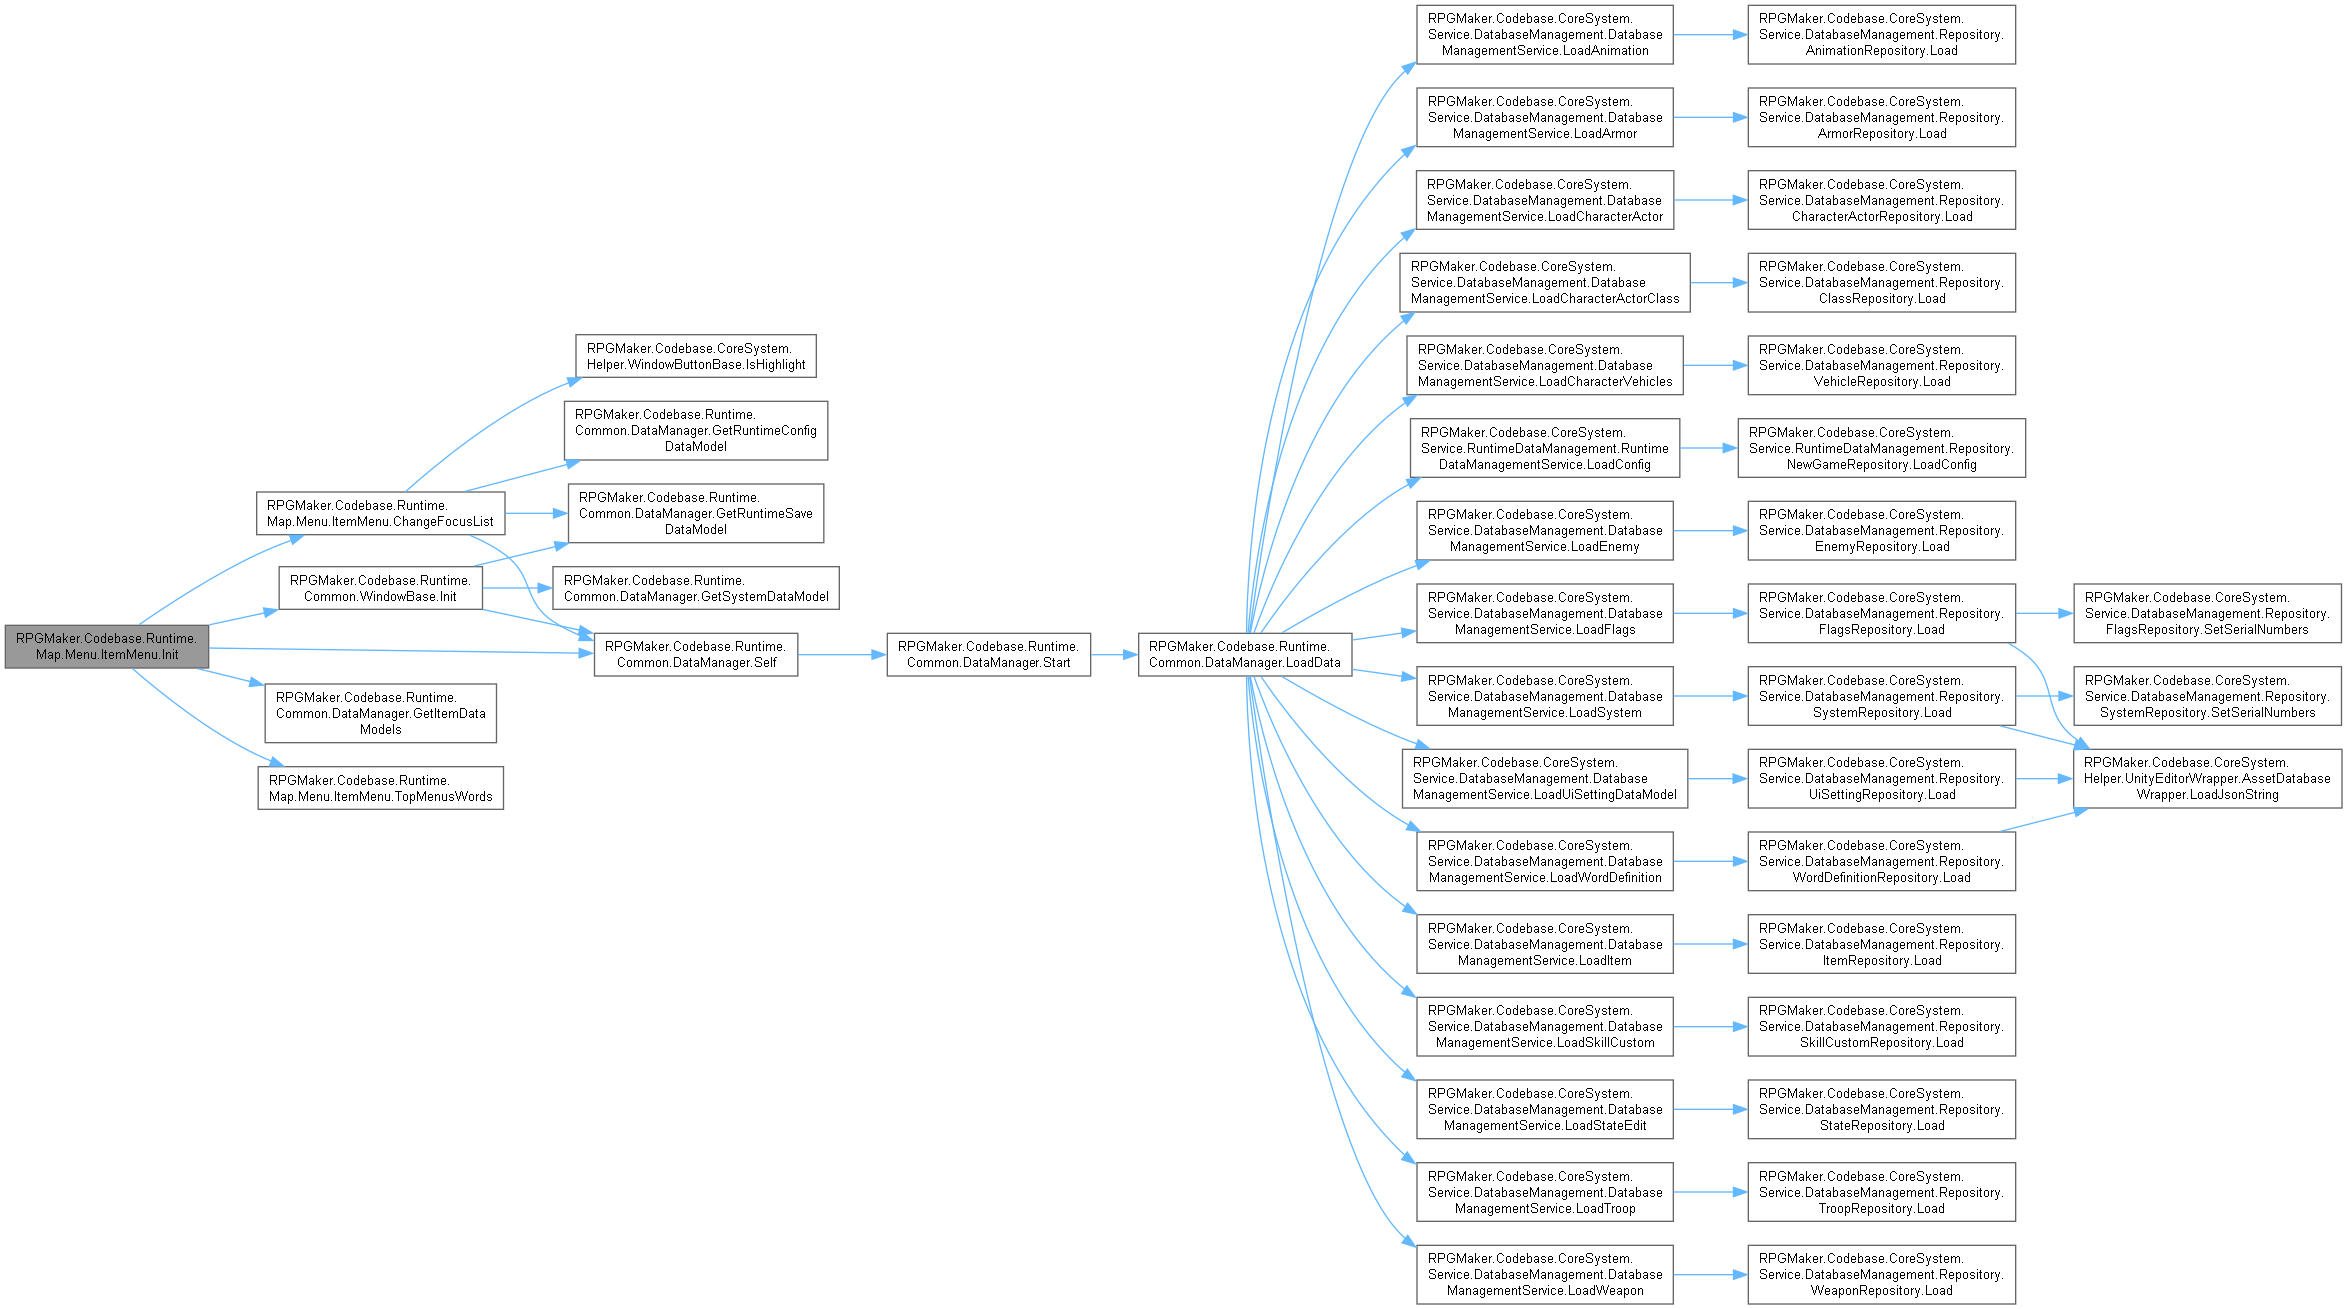 RPGMaker.Codebase.Runtime.
Map.Menu.ItemMenu.Init
RPGMaker.Codebase.Runtime.
Map.Menu.ItemMenu.ChangeFocusList
RPGMaker.Codebase.Runtime.
Common.WindowBase.Init
RPGMaker.Codebase.Runtime.
Common.DataManager.GetItemData
Models
RPGMaker.Codebase.Runtime.
Map.Menu.ItemMenu.TopMenusWords
RPGMaker.Codebase.CoreSystem.
Helper.WindowButtonBase.IsHighlight
RPGMaker.Codebase.Runtime.
Common.DataManager.GetRuntimeConfig
DataModel
RPGMaker.Codebase.Runtime.
Common.DataManager.GetRuntimeSave
DataModel
RPGMaker.Codebase.Runtime.
Common.DataManager.GetSystemDataModel
RPGMaker.Codebase.Runtime.
Common.DataManager.Self
RPGMaker.Codebase.Runtime.
Common.DataManager.Start
RPGMaker.Codebase.Runtime.
Common.DataManager.LoadData
RPGMaker.Codebase.CoreSystem.
Service.DatabaseManagement.Database
ManagementService.LoadAnimation
RPGMaker.Codebase.CoreSystem.
Service.DatabaseManagement.Repository.
AnimationRepository.Load
RPGMaker.Codebase.CoreSystem.
Service.DatabaseManagement.Database
ManagementService.LoadArmor
RPGMaker.Codebase.CoreSystem.
Service.DatabaseManagement.Repository.
ArmorRepository.Load
RPGMaker.Codebase.CoreSystem.
Service.DatabaseManagement.Database
ManagementService.LoadCharacterActor
RPGMaker.Codebase.CoreSystem.
Service.DatabaseManagement.Repository.
CharacterActorRepository.Load
RPGMaker.Codebase.CoreSystem.
Service.DatabaseManagement.Database
ManagementService.LoadCharacterActorClass
RPGMaker.Codebase.CoreSystem.
Service.DatabaseManagement.Repository.
ClassRepository.Load
RPGMaker.Codebase.CoreSystem.
Service.DatabaseManagement.Database
ManagementService.LoadCharacterVehicles
RPGMaker.Codebase.CoreSystem.
Service.DatabaseManagement.Repository.
VehicleRepository.Load
RPGMaker.Codebase.CoreSystem.
Service.RuntimeDataManagement.Runtime
DataManagementService.LoadConfig
RPGMaker.Codebase.CoreSystem.
Service.RuntimeDataManagement.Repository.
NewGameRepository.LoadConfig
RPGMaker.Codebase.CoreSystem.
Service.DatabaseManagement.Database
ManagementService.LoadEnemy
RPGMaker.Codebase.CoreSystem.
Service.DatabaseManagement.Repository.
EnemyRepository.Load
RPGMaker.Codebase.CoreSystem.
Service.DatabaseManagement.Database
ManagementService.LoadFlags
RPGMaker.Codebase.CoreSystem.
Service.DatabaseManagement.Repository.
FlagsRepository.Load
RPGMaker.Codebase.CoreSystem.
Service.DatabaseManagement.Repository.
FlagsRepository.SetSerialNumbers
RPGMaker.Codebase.CoreSystem.
Service.DatabaseManagement.Database
ManagementService.LoadSystem
RPGMaker.Codebase.CoreSystem.
Service.DatabaseManagement.Repository.
SystemRepository.Load
RPGMaker.Codebase.CoreSystem.
Service.DatabaseManagement.Repository.
SystemRepository.SetSerialNumbers
RPGMaker.Codebase.CoreSystem.
Service.DatabaseManagement.Database
ManagementService.LoadUiSettingDataModel
RPGMaker.Codebase.CoreSystem.
Service.DatabaseManagement.Repository.
UiSettingRepository.Load
RPGMaker.Codebase.CoreSystem.
Helper.UnityEditorWrapper.AssetDatabase
Wrapper.LoadJsonString
RPGMaker.Codebase.CoreSystem.
Service.DatabaseManagement.Database
ManagementService.LoadWordDefinition
RPGMaker.Codebase.CoreSystem.
Service.DatabaseManagement.Repository.
WordDefinitionRepository.Load
RPGMaker.Codebase.CoreSystem.
Service.DatabaseManagement.Database
ManagementService.LoadItem
RPGMaker.Codebase.CoreSystem.
Service.DatabaseManagement.Repository.
ItemRepository.Load
RPGMaker.Codebase.CoreSystem.
Service.DatabaseManagement.Database
ManagementService.LoadSkillCustom
RPGMaker.Codebase.CoreSystem.
Service.DatabaseManagement.Repository.
SkillCustomRepository.Load
RPGMaker.Codebase.CoreSystem.
Service.DatabaseManagement.Database
ManagementService.LoadStateEdit
RPGMaker.Codebase.CoreSystem.
Service.DatabaseManagement.Repository.
StateRepository.Load
RPGMaker.Codebase.CoreSystem.
Service.DatabaseManagement.Database
ManagementService.LoadTroop
RPGMaker.Codebase.CoreSystem.
Service.DatabaseManagement.Repository.
TroopRepository.Load
RPGMaker.Codebase.CoreSystem.
Service.DatabaseManagement.Database
ManagementService.LoadWeapon
RPGMaker.Codebase.CoreSystem.
Service.DatabaseManagement.Repository.
WeaponRepository.Load